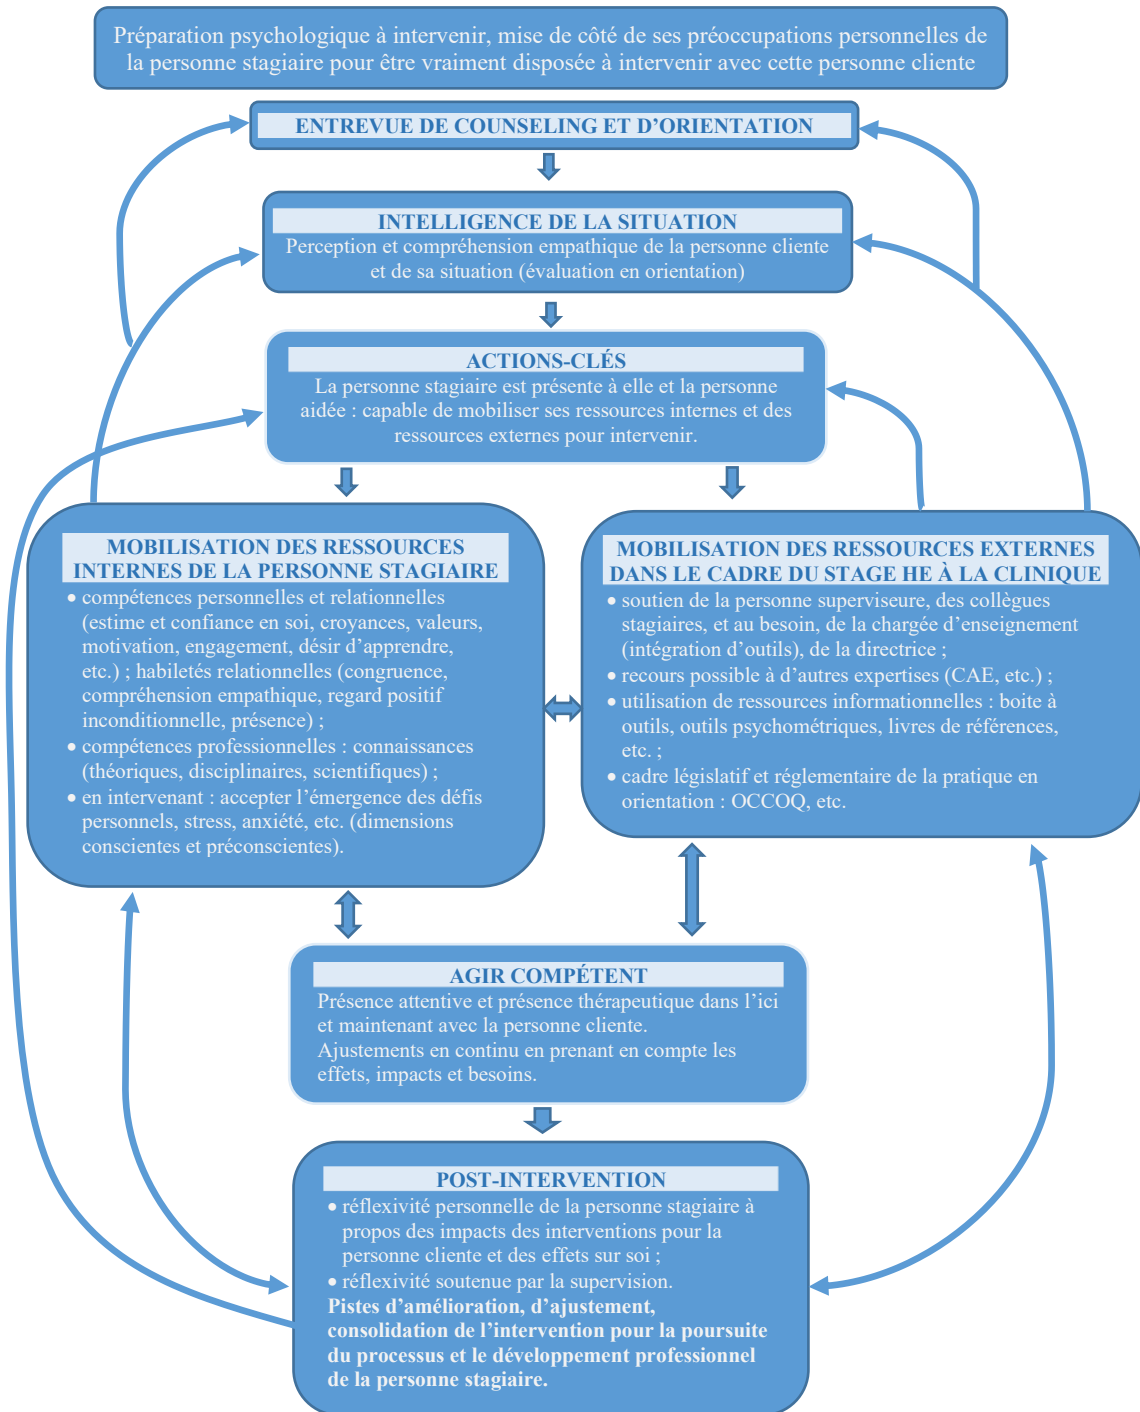 Préparation psychologique à intervenir, mise de côté de ses préoccupations personnelles de
la personne stagiaire pour être vraiment disposée à intervenir avec cette personne cliente
ENTREVUE DE COUNSELING ET D'ORIENTATION
INTELLIGENCE DE LA SITUATION
Perception et compréhension empathique de la personne cliente
et de sa situation (évaluation en orientation)
ACTIONS-CLÉS
La personne stagiaire est présente à elle et la personne
aidée : capable de mobiliser ses ressources internes et des
ressources externes pour intervenir.
MOBILISATION DES RESSOURCES
INTERNES DE LA PERSONNE STAGIAIRE
• compétences personnelles et relationnelles
(estime et confiance en soi, croyances, valeurs,
motivation, engagement, désir d'apprendre,
etc.) ; habiletés relationnelles (congruence,
compréhension empathique, regard positif
inconditionnelle, présence) ;
• compétences professionnelles : connaissances
(théoriques, disciplinaires, scientifiques) ;
• en intervenant : accepter l'émergence des défis
personnels, stress, anxiété, etc. (dimensions
conscientes et préconscientes).
MOBILISATION DES RESSOURCES EXTERNES
DANS LE CADRE DU STAGE HE À LA CLINIQUE
• soutien de la personne superviseure, des collègues
stagiaires, et au besoin, de la chargée d'enseignement
(intégration d'outils), de la directrice ;
• recours possible à d'autres expertises (CAE, etc.) ;
• utilisation de ressources informationnelles : boite à
outils, outils psychométriques, livres de références,
etc. ;
• cadre législatif et réglementaire de la pratique en
orientation : OCCOQ, etc.
AGIR COMPÉTENT
Présence attentive et présence thérapeutique dans l'ici
et maintenant avec la personne cliente.
Ajustements en continu en prenant en compte les
effets, impacts et besoins.
POST-INTERVENTION
• réflexivité personnelle de la personne stagiaire à
propos des impacts des interventions pour la
personne cliente et des effets sur soi ;
• réflexivité soutenue par la supervision.
Pistes d'amélioration, d'ajustement,
consolidation de l'intervention pour la poursuite
du processus et le développement professionnel
de la personne stagiaire.